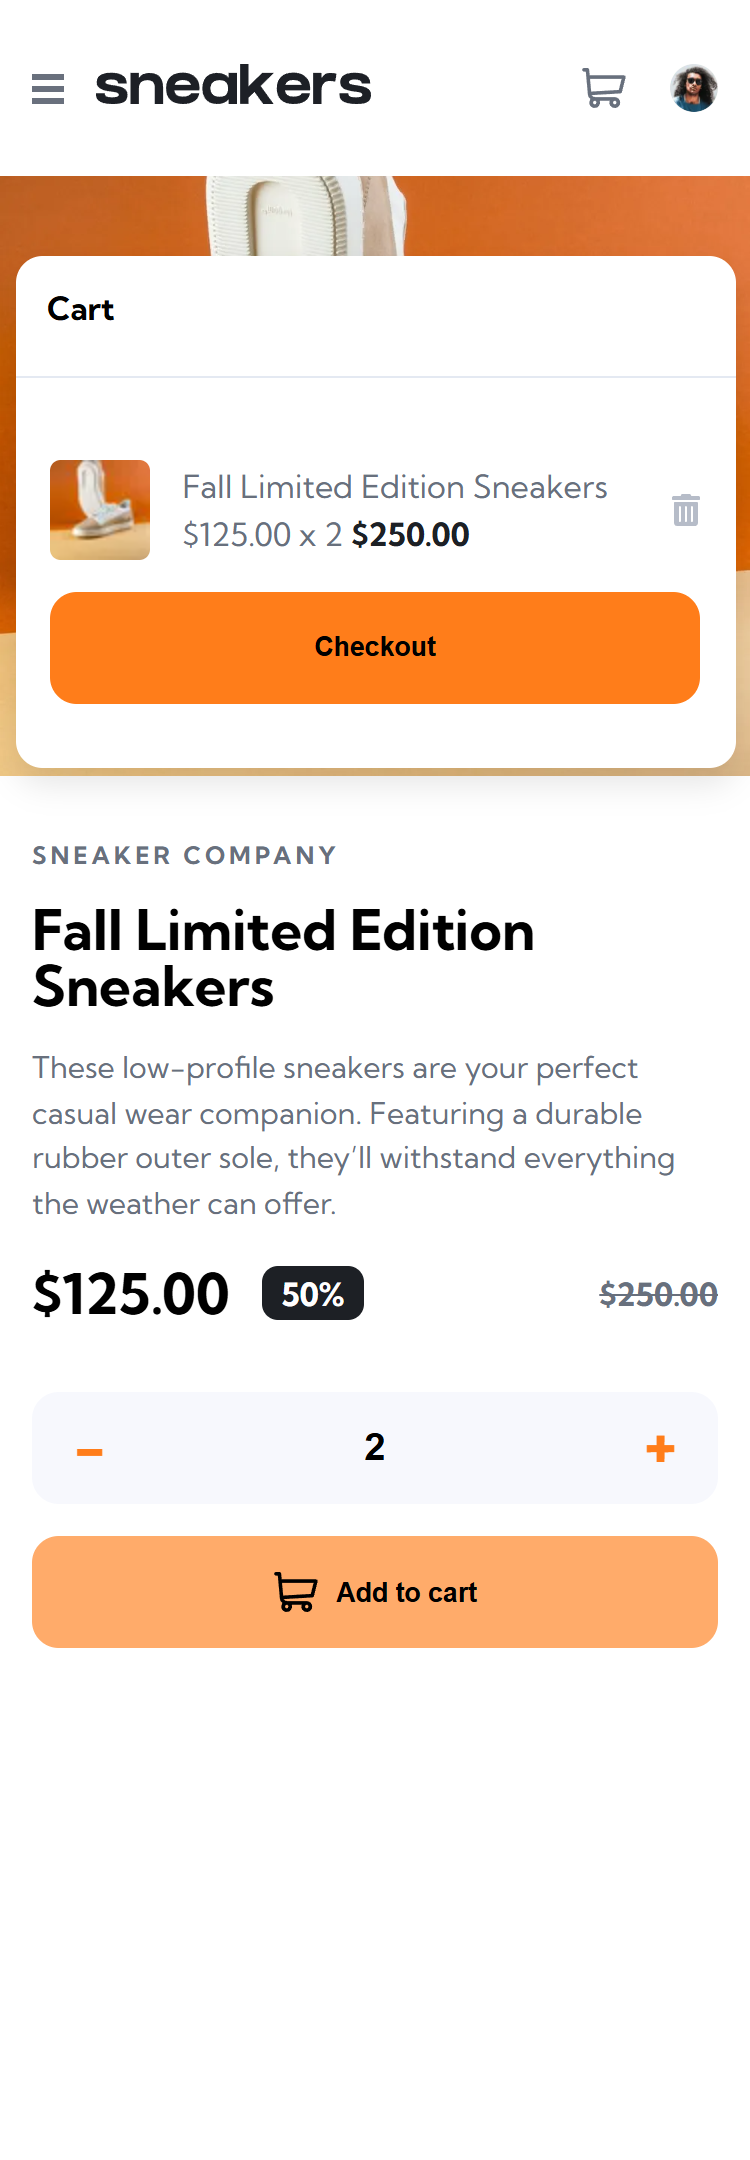 sneakers
Cart
Fall Limited Edition Sneakers
$125.00 x 2 $250.00
Checkout
SNEAKER COMPANY
Fall Limited Edition
Sneakers
These low-profile sneakers are your perfect
casual wear companion. Featuring a durable
rubber outer sole, they’ll withstand everything
the weather can offer.
$125.00 50% $250.00
– 2 +
Add to cart